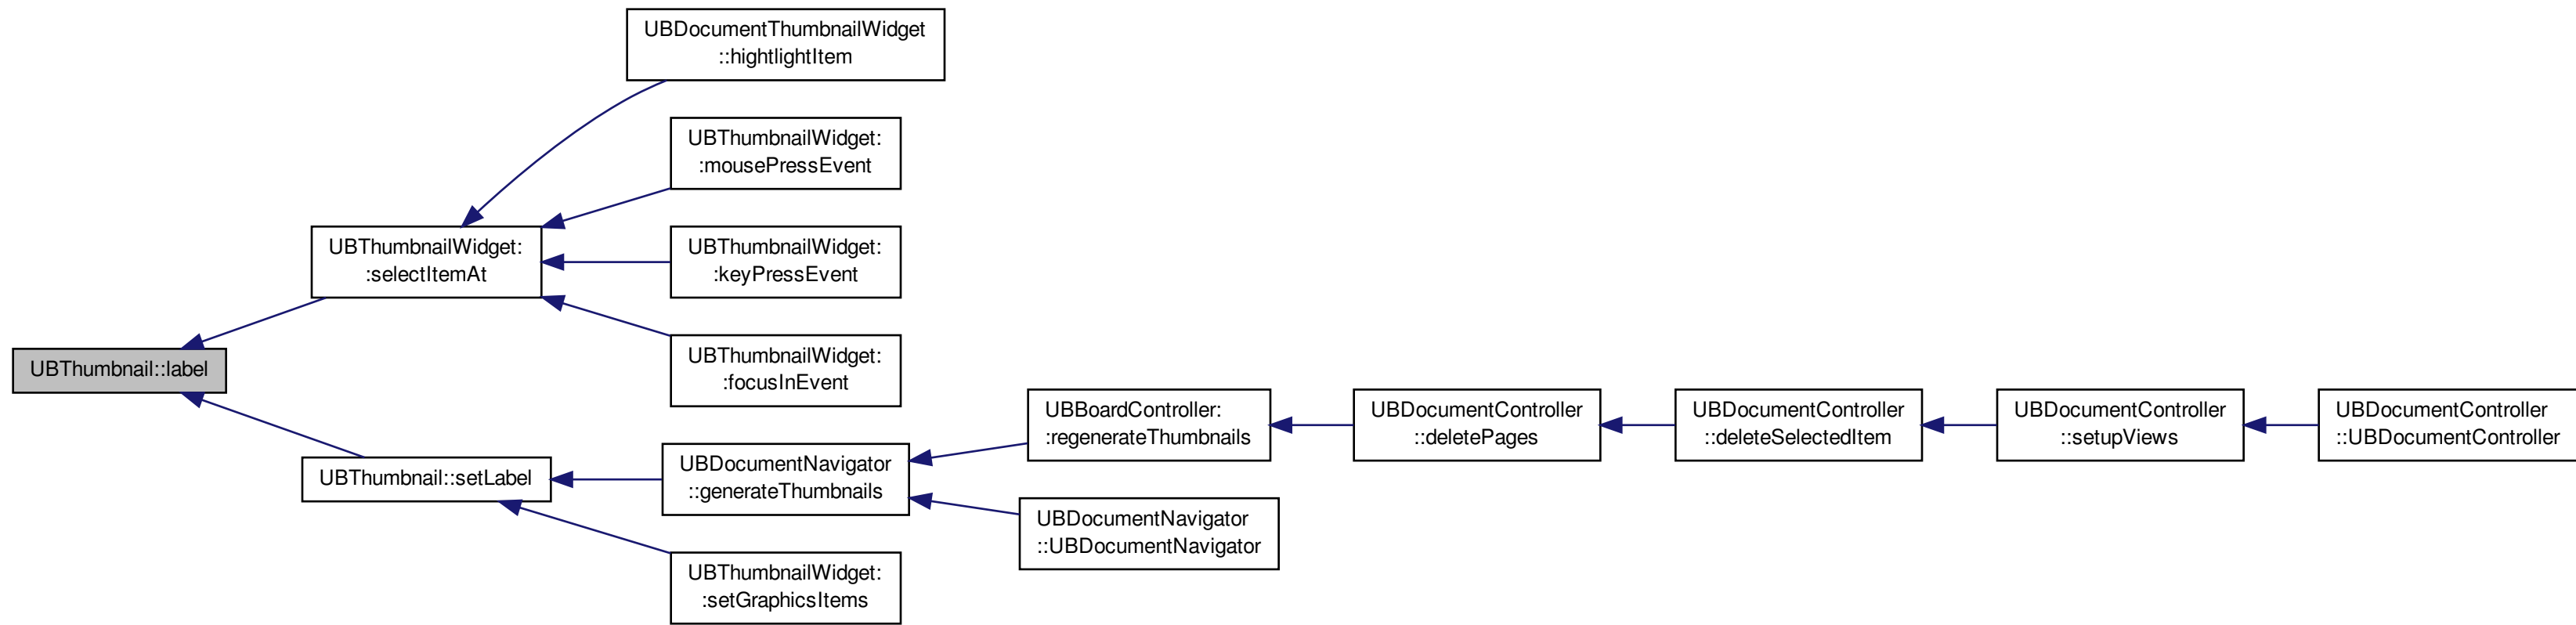 UBDocumentThumbnailWidget
::hightlightItem
UBThumbnailWidget:
:mousePressEvent
UBThumbnailWidget:
:selectItemAt
UBThumbnailWidget:
:keyPressEvent
UBThumbnailWidget:
:focusInEvent
UBThumbnail::label
UBThumbnail::setLabel
UBDocumentNavigator
::generateThumbnails
UBThumbnailWidget:
:setGraphicsItems
UBBoardController:
:regenerateThumbnails
UBDocumentNavigator
::UBDocumentNavigator
UBDocumentController
::deletePages
UBDocumentController
::deleteSelectedItem
UBDocumentController
::setupViews
UBDocumentController
::UBDocumentController